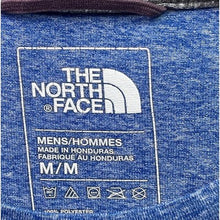 THE
NORTH
FACE
®
MENS/HOMMES
MADE IN HONDURAS
FABRIQUÉ AU HONDURAS
M/M
100% POLYESTER